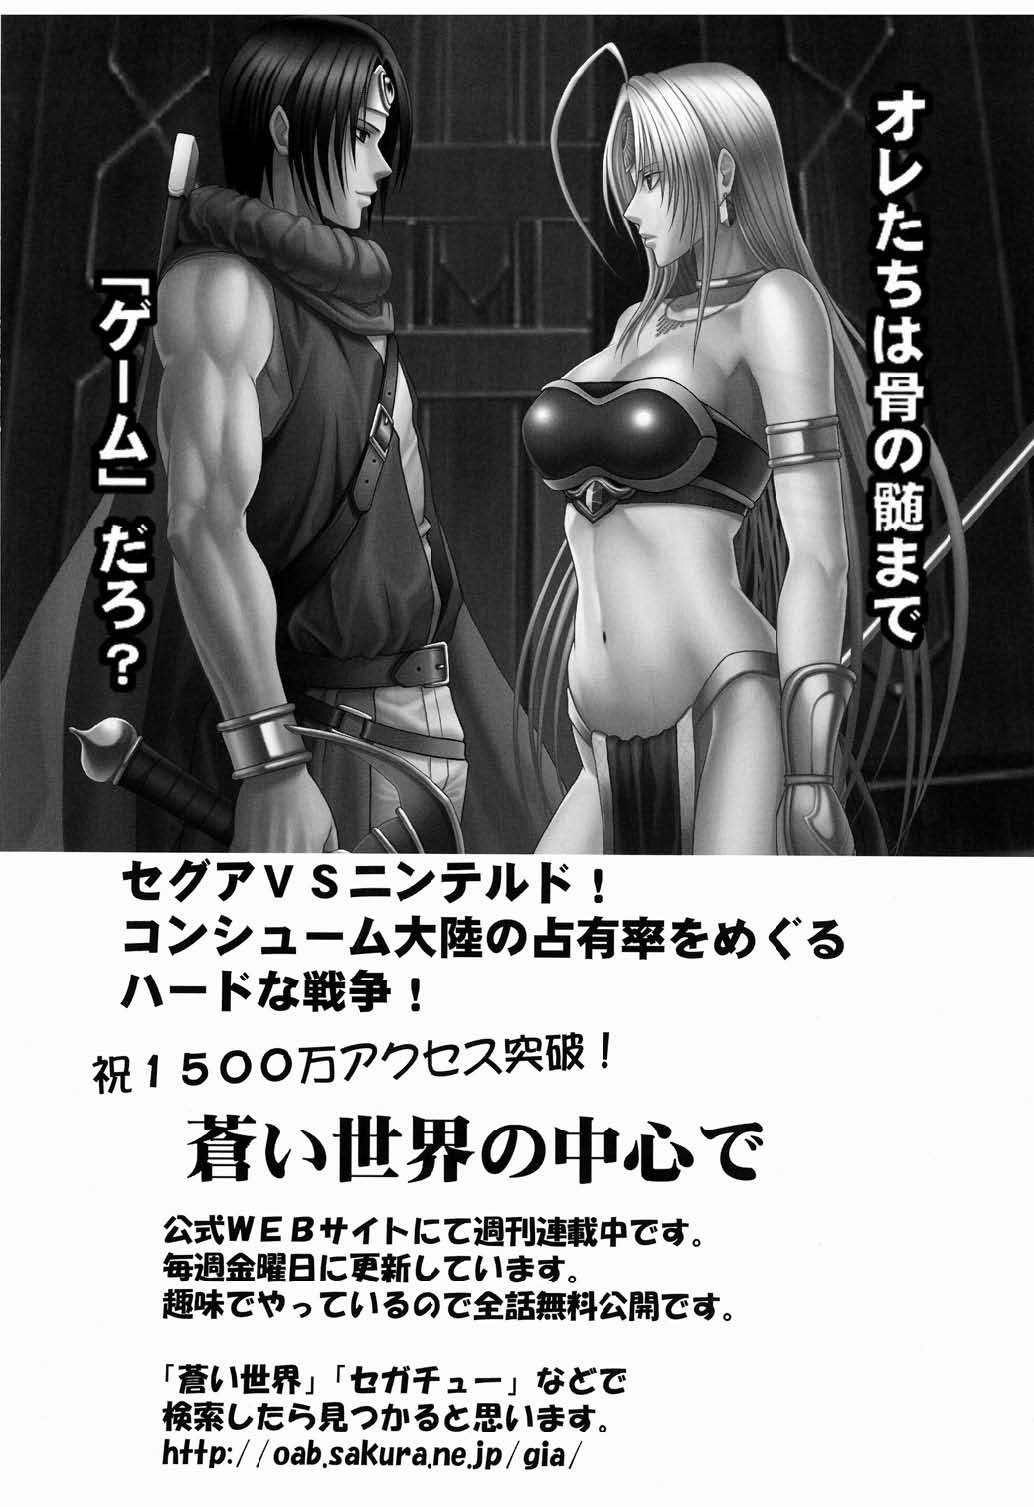 オレたちは骨の髄まで
「ゲーム」だろ？
セグアVSニンテルド！
コンシューム大陸の占有率をめぐる
ハードな戦争！
祝１５００万アクセス突破！
蒼い世界の中心で
公式WEBサイトにて週刊連載中です。
毎週金曜日に更新しています。
趣味でやっているので全話無料公開です。
「蒼い世界」「セガチュー」などで
検索したら見つかると思います。
http://oab.sakura.ne.jp/gia/